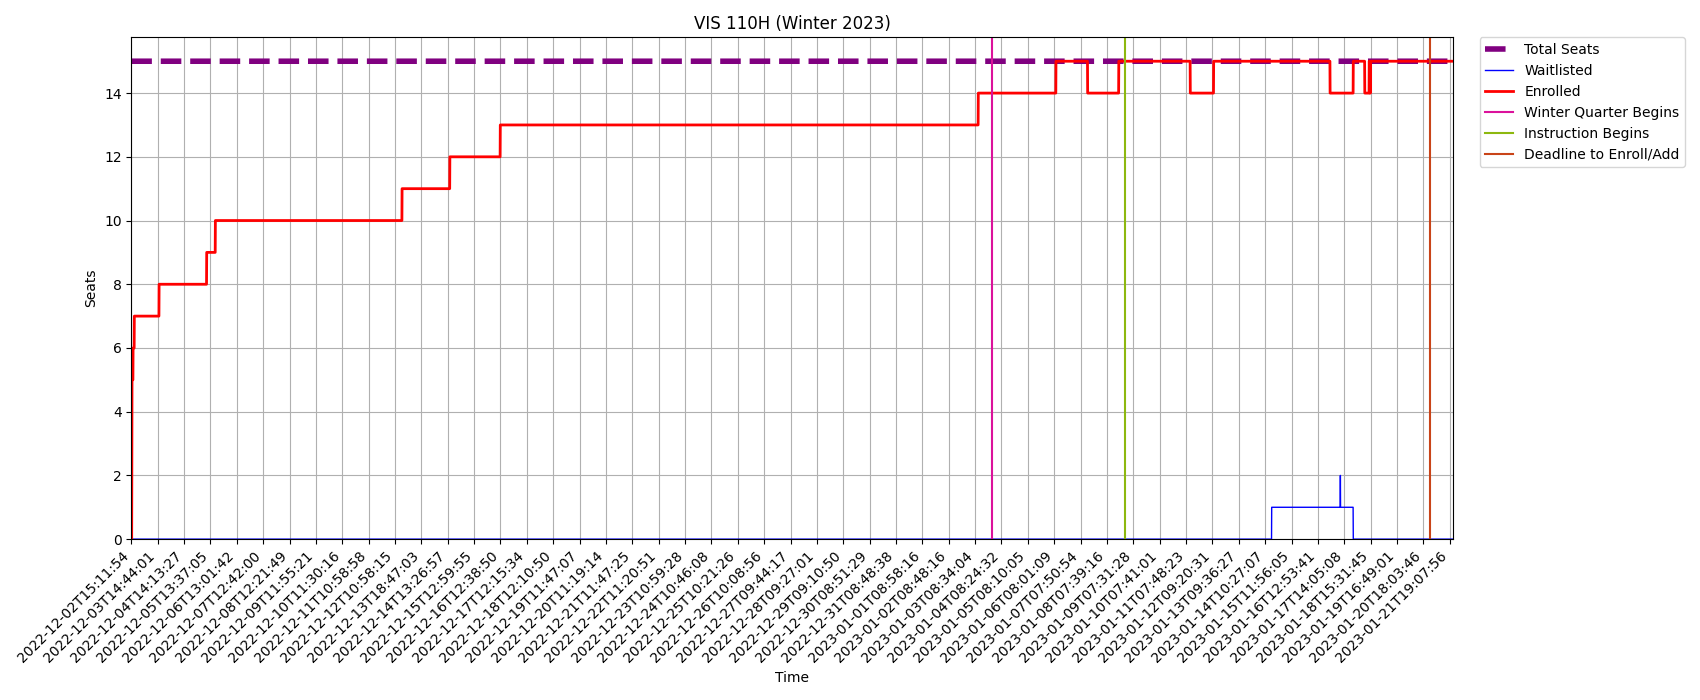 VIS 110H (Winter 2023)
Total Seats
Waitlisted
Enrolled
Winter Quarter Begins
Instruction Begins
Deadline to Enroll/Add
Seats
14
12
10
8
6
4
2
0
2022-12-02T15:11:54
2022-12-03T14:44:01
2022-12-04T14:13:27
2022-12-05T13:37:05
2022-12-06T13:01:42
2022-12-07T12:42:00
2022-12-08T12:21:49
2022-12-09T11:55:21
2022-12-10T11:30:16
2022-12-11T10:58:58
2022-12-12T10:58:15
2022-12-13T18:47:03
2022-12-14T13:26:57
2022-12-15T12:59:55
2022-12-16T12:38:50
2022-12-17T12:15:34
2022-12-18T12:10:50
2022-12-19T11:47:07
2022-12-20T11:19:14
2022-12-21T11:47:25
2022-12-22T11:20:51
2022-12-23T10:59:28
2022-12-24T10:46:08
2022-12-25T10:21:26
2022-12-26T10:08:56
2022-12-27T09:44:17
2022-12-28T09:27:01
2022-12-29T09:10:50
2022-12-30T08:51:29
2022-12-31T08:48:38
2023-01-01T08:58:16
2023-01-02T08:48:16
2023-01-03T08:34:04
2023-01-04T08:24:32
2023-01-05T08:10:05
2023-01-06T08:01:09
2023-01-07T07:50:54
2023-01-08T07:39:16
2023-01-09T07:31:28
2023-01-10T07:41:01
2023-01-11T07:48:23
2023-01-12T09:20:31
2023-01-13T09:36:27
2023-01-14T10:27:07
2023-01-15T11:56:05
2023-01-16T12:53:41
2023-01-17T14:05:08
2023-01-18T15:31:45
2023-01-19T16:49:01
2023-01-20T18:03:46
2023-01-21T19:07:56
Time